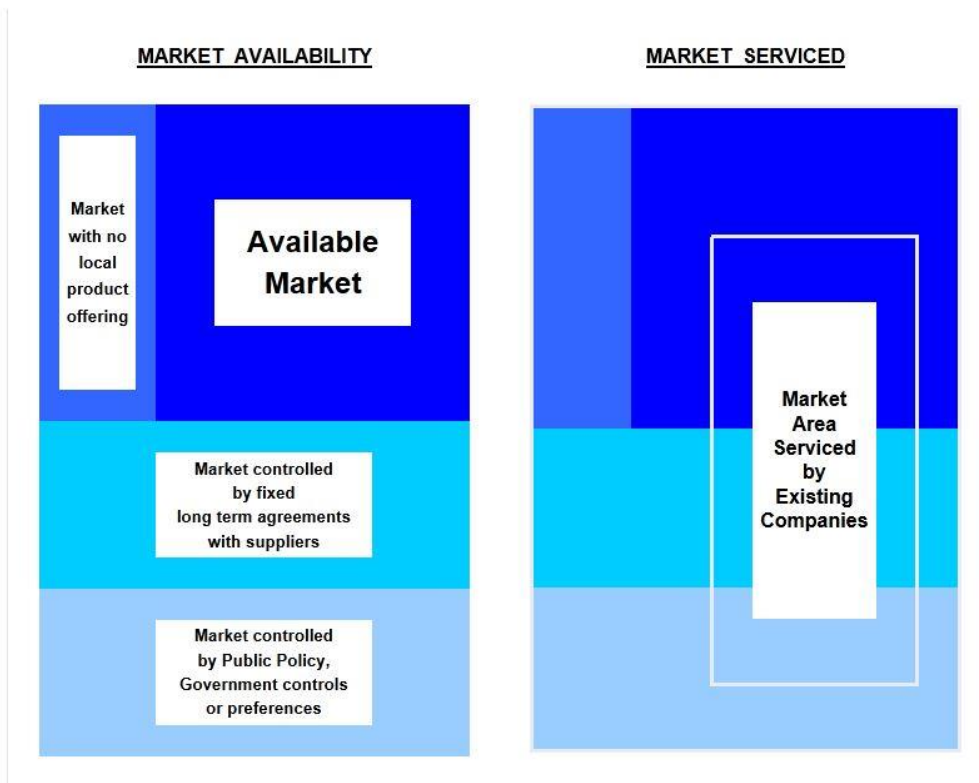 MARKET AVAILABILITY
Market
with no
local
product
offering
Available
Market
Market controlled
by fixed
long term agreements
with suppliers
Market controlled
by Public Policy,
Government controls
or preferences
MARKET SERVICED
Market
Area
Serviced
by
Existing
Companies